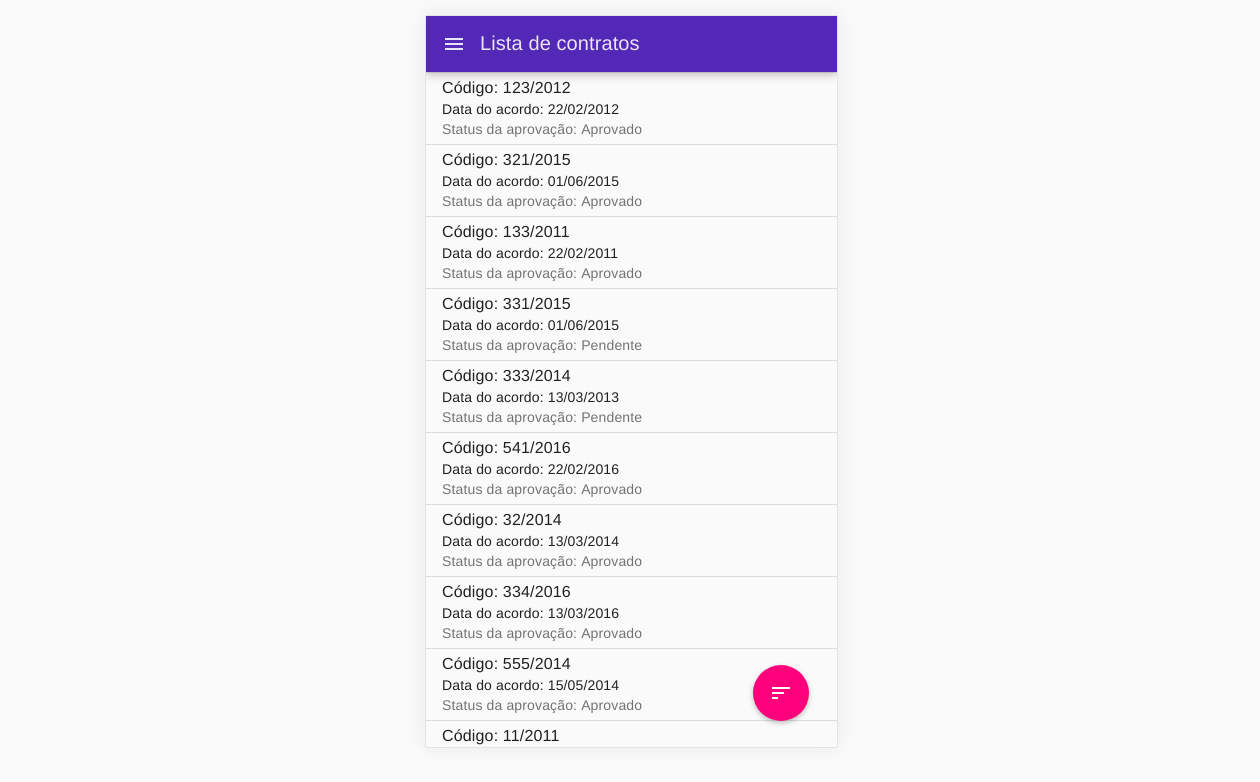 Lista de contratos
Código: 123/2012
Data do acordo: 22/02/2012
Status da aprovação: Aprovado
Código: 321/2015
Data do acordo: 01/06/2015
Status da aprovação: Aprovado
Código: 133/2011
Data do acordo: 22/02/2011
Status da aprovação: Aprovado
Código: 331/2015
Data do acordo: 01/06/2015
Status da aprovação: Pendente
Código: 333/2014
Data do acordo: 13/03/2013
Status da aprovação: Pendente
Código: 541/2016
Data do acordo: 22/02/2016
Status da aprovação: Aprovado
Código: 32/2014
Data do acordo: 13/03/2014
Status da aprovação: Aprovado
Código: 334/2016
Data do acordo: 13/03/2016
Status da aprovação: Aprovado
Código: 555/2014
Data do acordo: 15/05/2014
Status da aprovação: Aprovado
Código: 11/2011